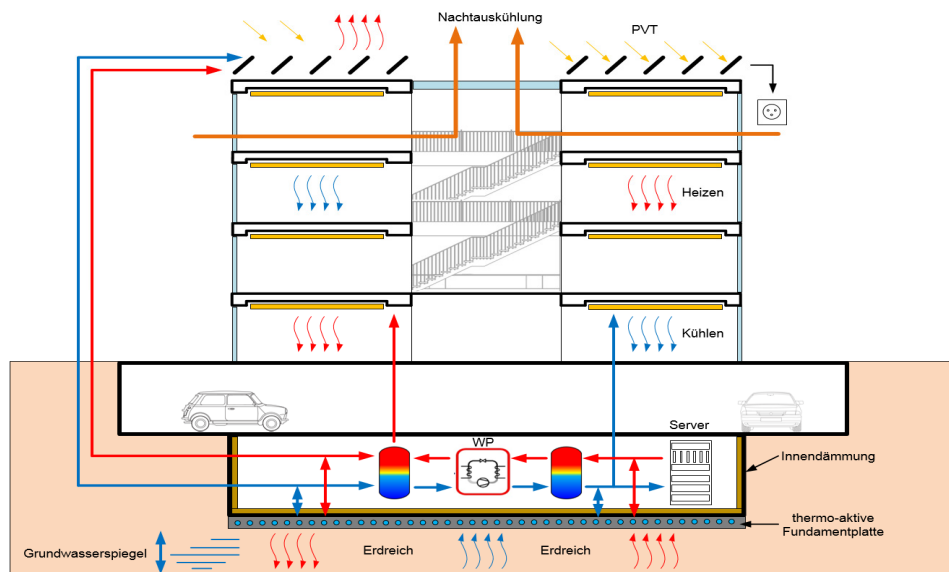 Nachtauskühlung
PVT
Heizen
Kühlen
Server
WP
Innendämmung
thermo-aktive
Fundamentplatte
Grundwasserspiegel
Erdreich
Erdreich